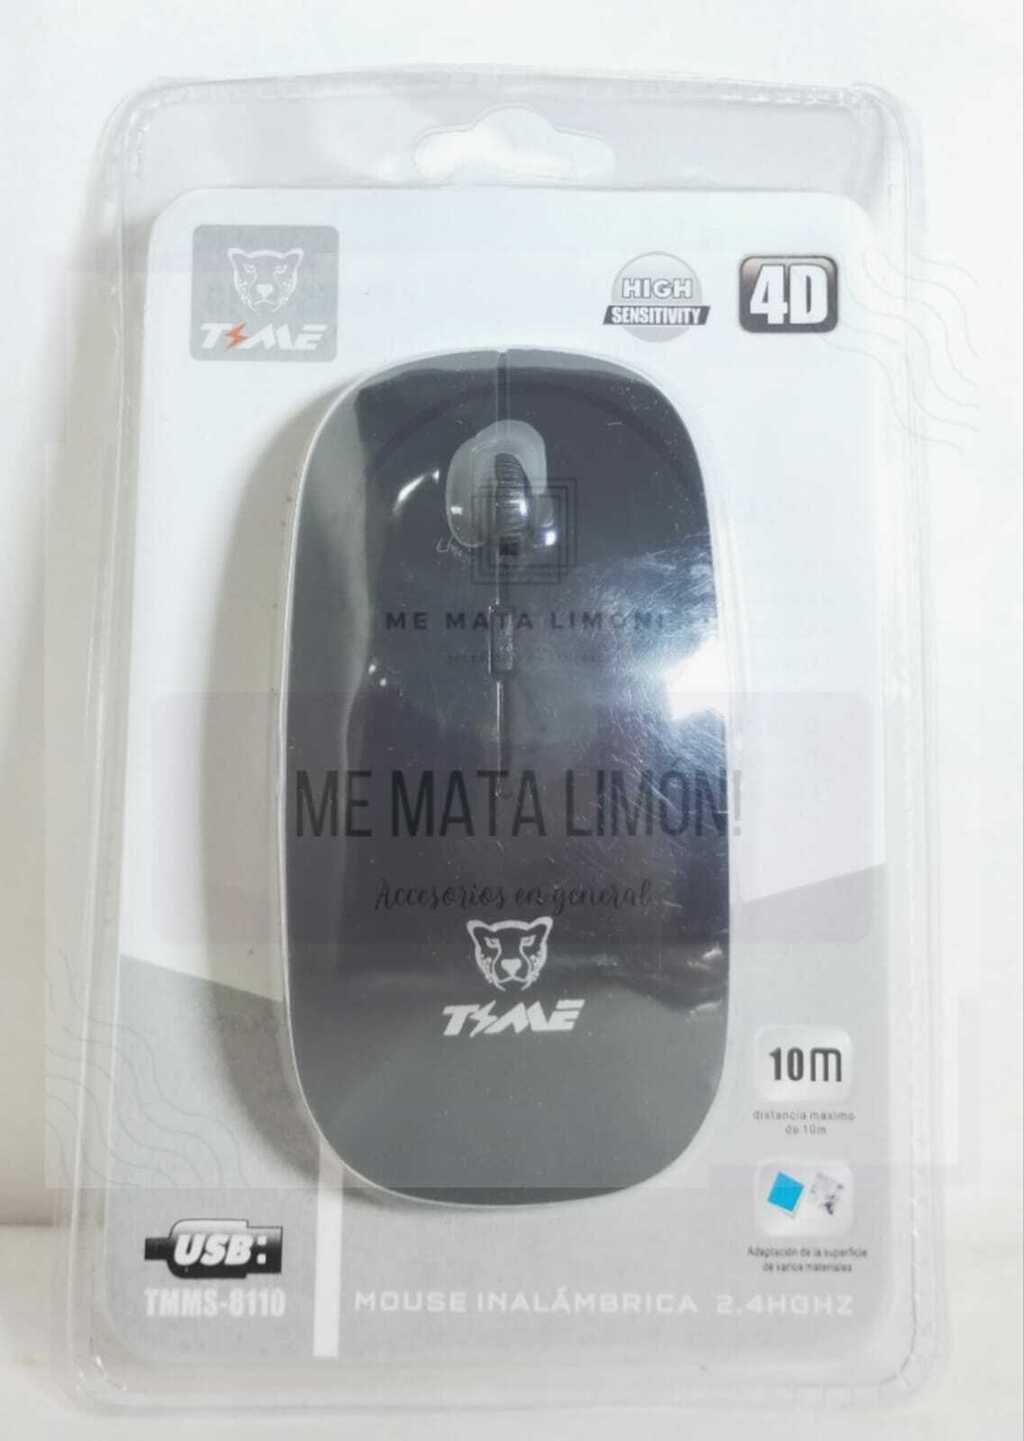 TIME
HIGH
SENSITIVITY
4D
ME MATA LIMON!
ME MATA LIMÓN!
Accesorios en general
TIME
10m
distancia maximo
de 10m
Adaptación de la superficie
de varios materiales
USB:
TMMS-8110
MOUSE INALÁMBRICA 2.4HGHZ